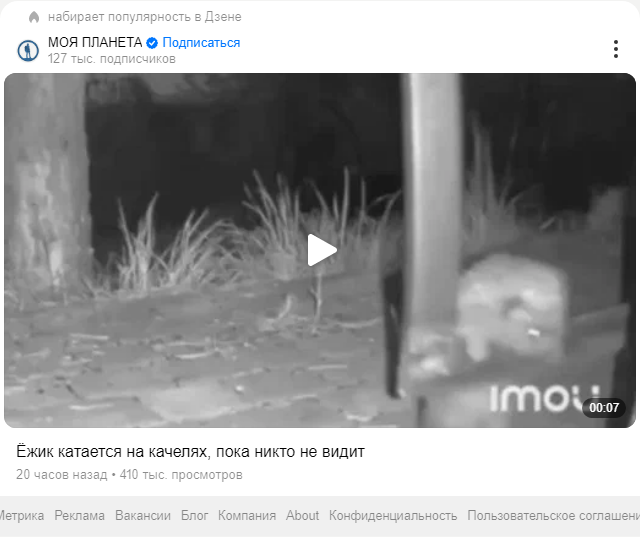 набирает популярность в Дзене
МОЯ ПЛАНЕТА Подписаться
127 тыс. подписчиков
imou
00:07
Ёжик катается на качелях, пока никто не видит
20 часов назад • 410 тыс. просмотров
Метрика Реклама Вакансии Блог Компания About Конфиденциальность Пользовательское соглашени